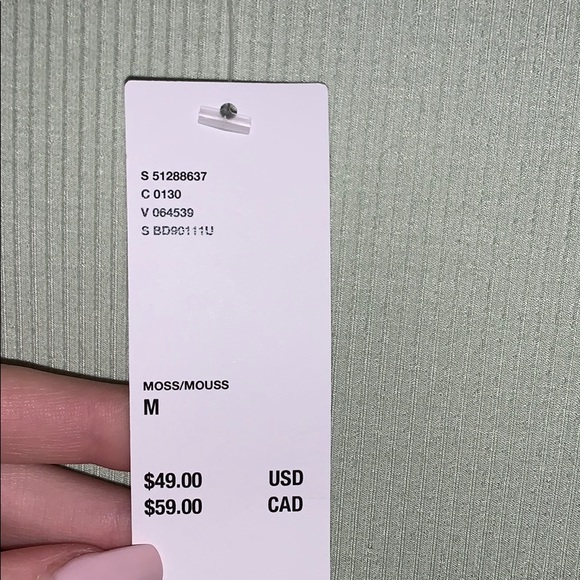 S 51288637
C 0130
V 064539
S BD90111U
MOSS/MOUSS
M
$49.00 USD
$59.00 CAD